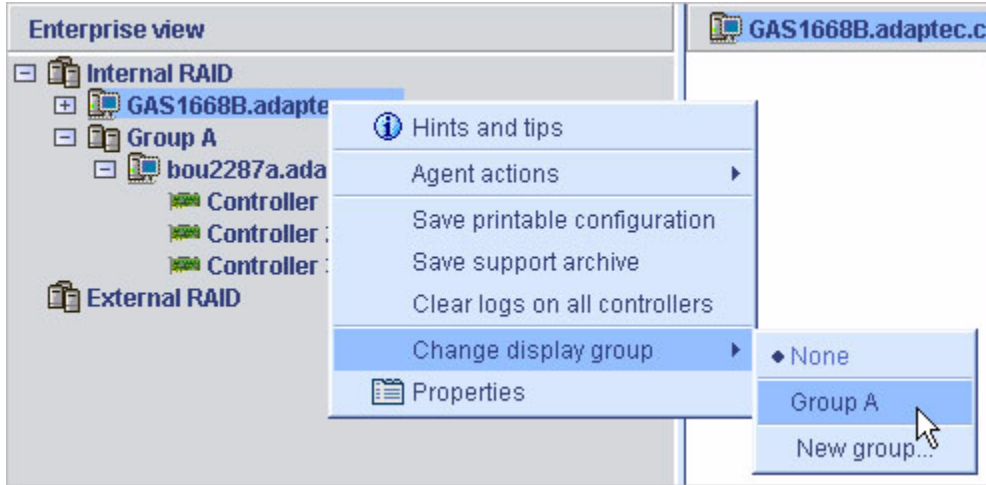 Enterprise view
GAS1668B.adaptec.c
Internal RAID
GAS1668B.adapte
Group A
bou2287a.ada
Controller
Controller
Controller
External RAID
Hints and tips
Agent actions
Save printable configuration
Save support archive
Clear logs on all controllers
Change display group
Properties
None
Group A
New group...